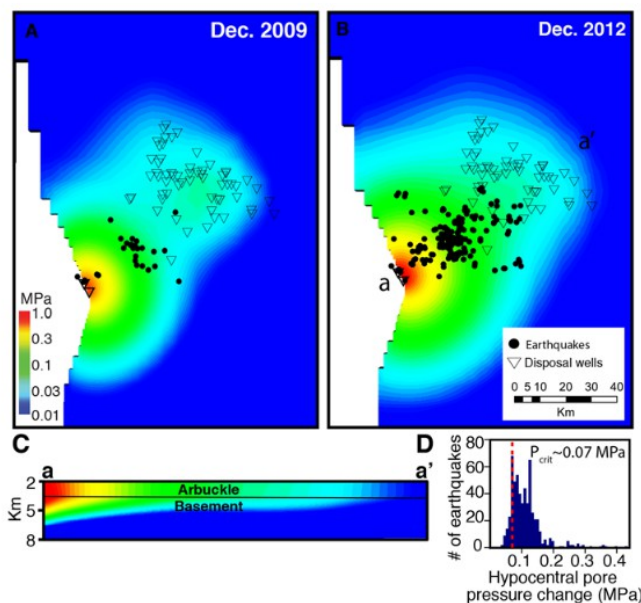 A
Dec. 2009
B
Dec. 2012
a'
a
MPa
1.0
0.3
0.1
0.03
0.01
Earthquakes
Disposal wells
0 5 10 20 30 40
Km
C
a
a'
Arbuckle
Basement
Km
2
5
8
D
P crit ~0.07 MPa
# of earthquakes
80
60
40
20
0
0.1 0.2 0.3 0.4
Hypocentral pore
pressure change (MPa)